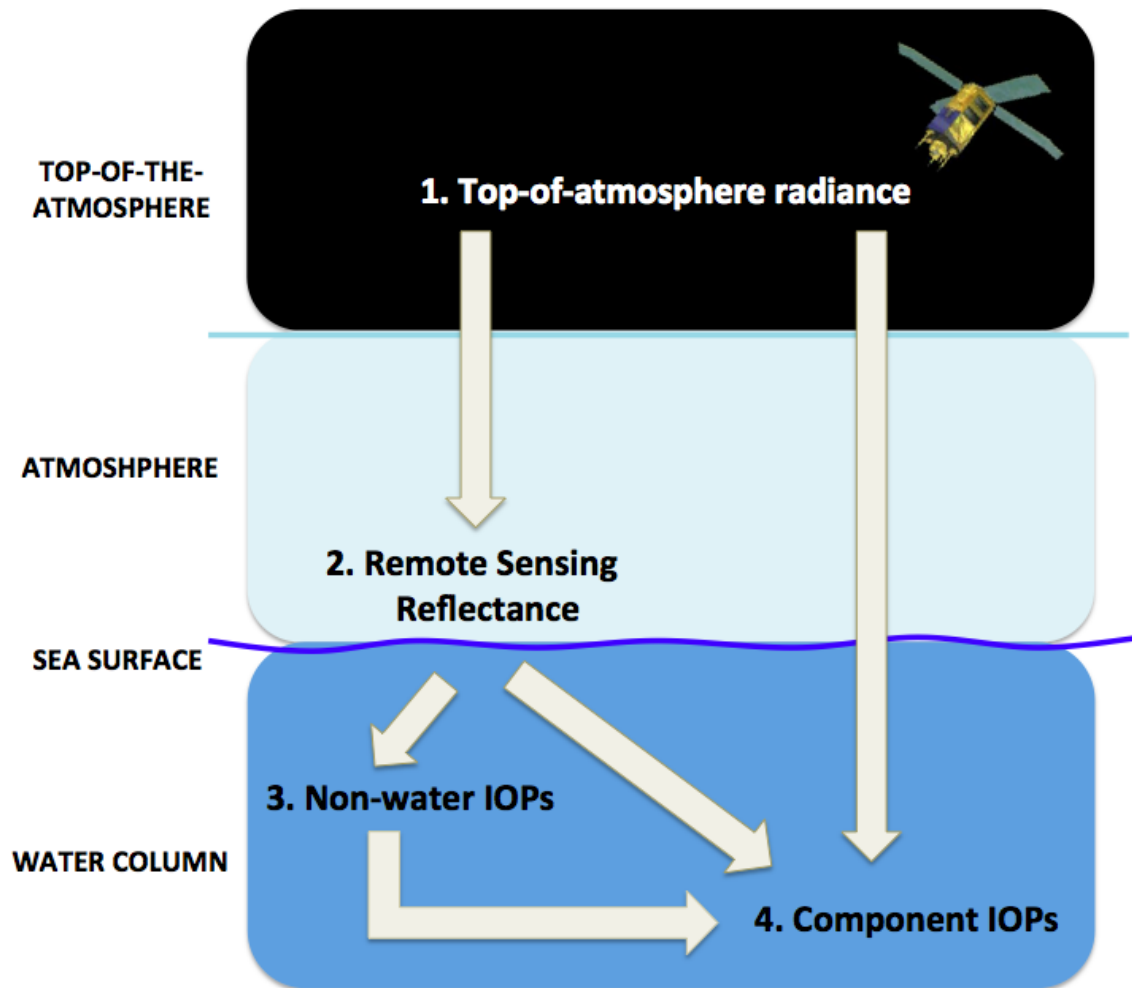 TOP-OF-THE-
ATMOSPHERE
1. Top-of-atmosphere radiance
ATMOSHPHERE
2. Remote Sensing
Reflectance
SEA SURFACE
3. Non-water IOPs
WATER COLUMN
4. Component IOPs